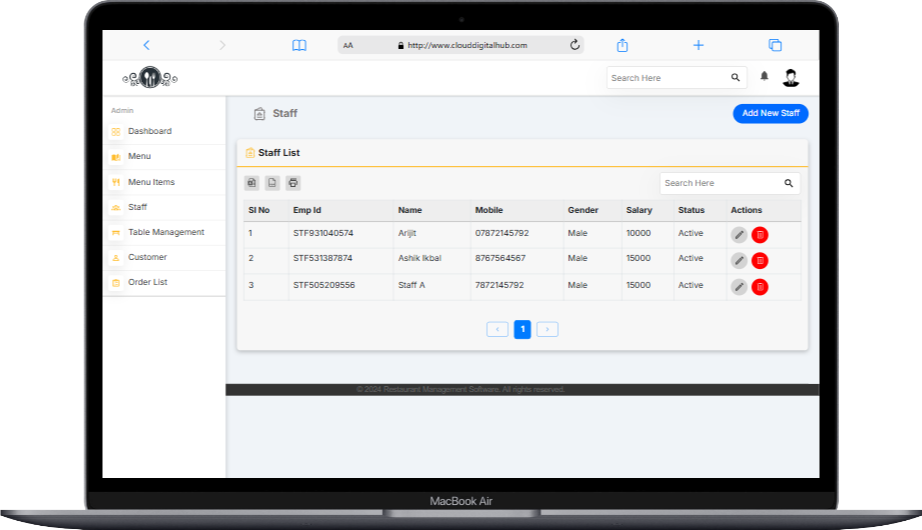 AA http://www.clouddigitalhub.com
Search Here
Admin
Dashboard
Menu
Menu Items
Staff
Table Management
Customer
Order List
Staff
Add New Staff
Staff List
Search Here
Sl No Emp Id Name Mobile Gender Salary Status Actions
1 STF931040574 Arijit 07872145792 Male 10000 Active
2 STF531387874 Ashik Ikbal 8767564567 Male 15000 Active
3 STF505209556 Staff A 7872145792 Male 15000 Active
< 1 >
© 2024 Restaurant Management Software. All rights reserved.
MacBook Air